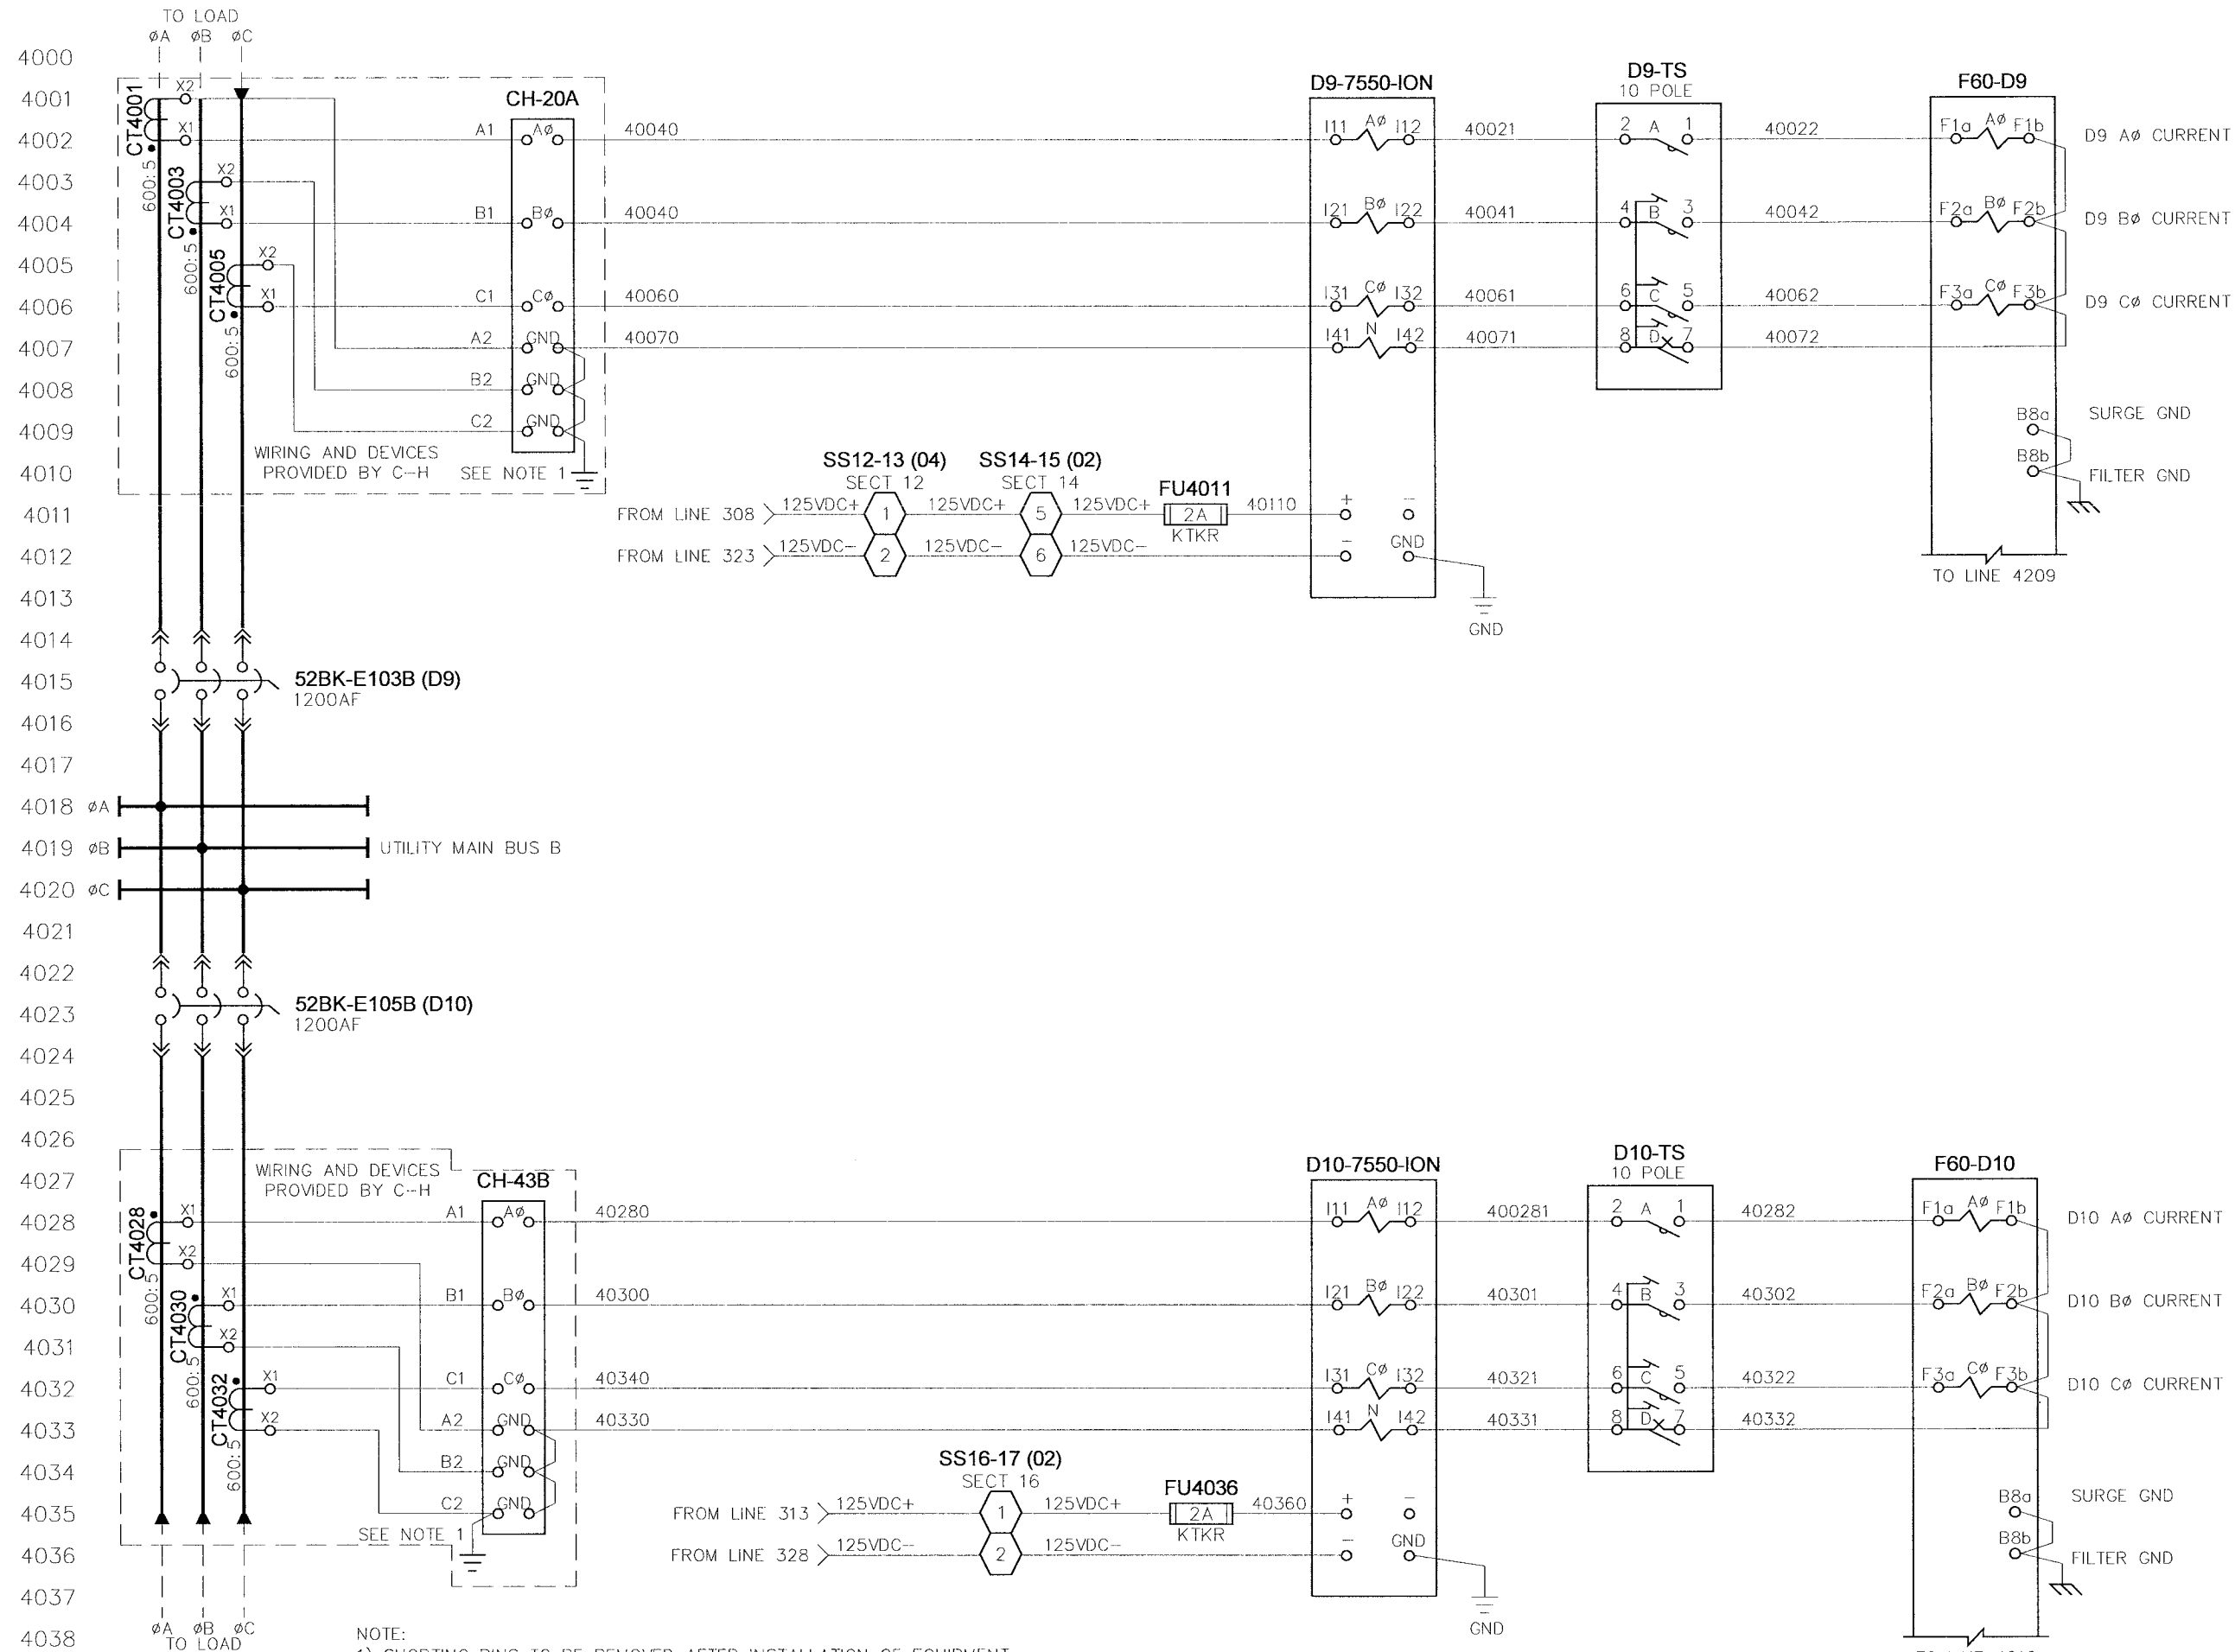 TO LOAD
øA øB øC
4000
4001
4002
4003
4004
4005
4006
4007
4008
4009
4010
4011
4012
4013
4014
4015
4016
4017
4018
4019
4020
4021
4022
4023
4024
4025
4026
4027
4028
4029
4030
4031
4032
4033
4034
4035
4036
4037
4038
CT4001
600:5
X2
X1
CT4003
600:5
X2
X1
CT4005
600:5
X2
X1
CH-20A
A1 Aø 40040
B1 Bø 40040
C1 Cø 40060
A2 GND 40070
B2 GND
C2 GND
WIRING AND DEVICES
PROVIDED BY C-H
SEE NOTE 1
D9-7550-ION
I11 Aø I12 40021
I21 Bø I22 40041
I31 Cø I32 40061
I41 N I42 40071
+ -
- GND
GND
D9-TS
10 POLE
2 A 1 40022
4 B 3 40042
6 C 5 40062
8 D 7 40072
F60-D9
F1a Aø F1b D9 Aø CURRENT
F2a Bø F2b D9 Bø CURRENT
F3a Cø F3b D9 Cø CURRENT
B8a SURGE GND
B8b FILTER GND
TO LINE 4209
SS12-13 (04)
SECT 12
SS14-15 (02)
SECT 14
FU4011
FROM LINE 308 125VDC+ 1 125VDC+ 5 125VDC+ 2A 40110
KTKR
FROM LINE 323 125VDC- 2 125VDC- 6 125VDC-
52BK-E103B (D9)
1200AF
øA
øB UTILITY MAIN BUS B
øC
52BK-E105B (D10)
1200AF
WIRING AND DEVICES
PROVIDED BY C-H
CH-43B
CT4028
600:5
X1
X2
CT4030
600:5
X1
X2
CT4032
600:5
X1
X2
A1 Aø 40280
B1 Bø 40300
C1 Cø 40340
A2 GND 40330
B2 GND
C2 GND
SEE NOTE 1
D10-7550-ION
I11 Aø I12 400281
I21 Bø I22 40301
I31 Cø I32 40321
I41 N I42 40331
+ -
- GND
GND
D10-TS
10 POLE
2 A 1 40282
4 B 3 40302
6 C 5 40322
8 D 7 40332
F60-D10
F1a Aø F1b D10 Aø CURRENT
F2a Bø F2b D10 Bø CURRENT
F3a Cø F3b D10 Cø CURRENT
B8a SURGE GND
B8b FILTER GND
SS16-17 (02)
SECT 16
FU4036
FROM LINE 313 125VDC+ 1 125VDC+ 2A 40360
KTKR
FROM LINE 328 125VDC- 2 125VDC-
øA øB øC
TO LOAD
NOTE: